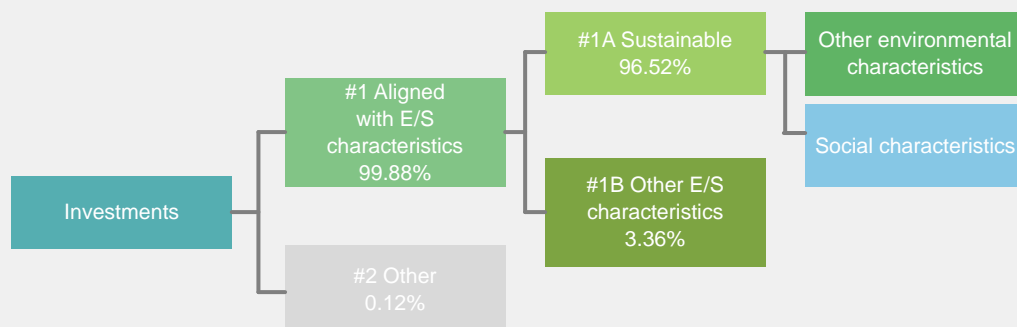 Investments
#1 Aligned
with E/S
characteristics
99.88%
#2 Other
0.12%
#1A Sustainable
96.52%
#1B Other E/S
characteristics
3.36%
Other environmental
characteristics
Social characteristics